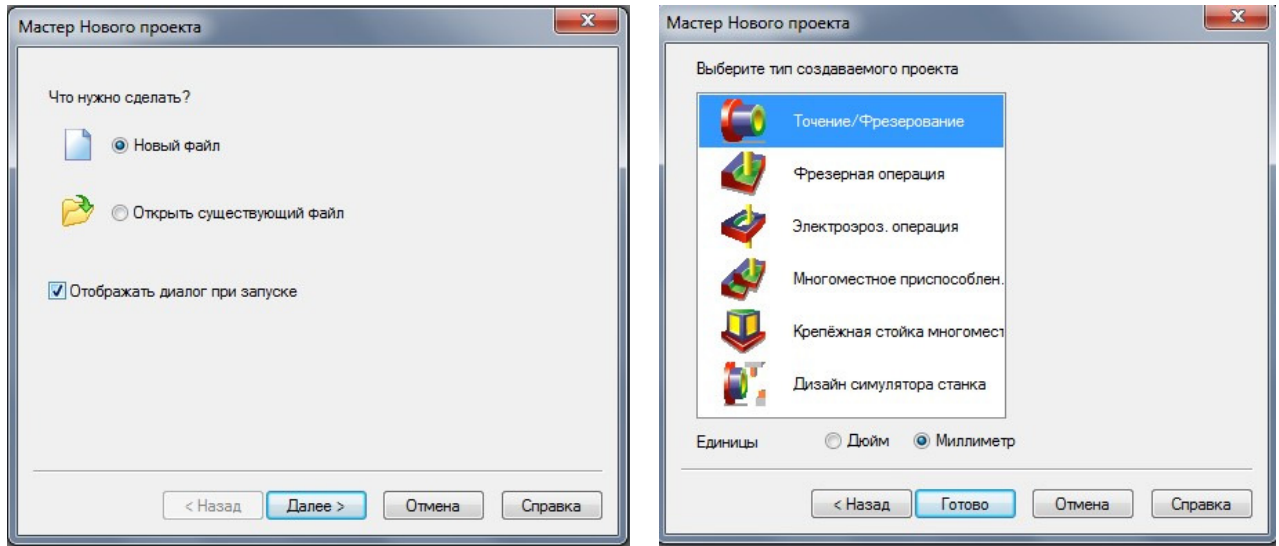 Мастер Нового проекта
Что нужно сделать?
Новый файл
Открыть существующий файл
Отображать диалог при запуске
< Назад Далее > Отмена Справка
Мастер Нового проекта
Выберите тип создаваемого проекта
Точение/Фрезерование
Фрезерная операция
Электроэроз. операция
Многоместное приспособлен.
Крепёжная стойка многомест
Дизайн симулятора станка
Единицы Дюйм Миллиметр
< Назад Готово Отмена Справка